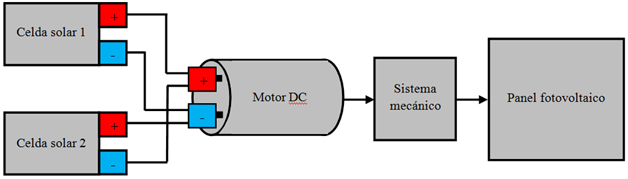 Celda solar 1
+
-
Celda solar 2
+
-
+
-
Motor DC
Sistema
mecánico
Panel fotovoltaico